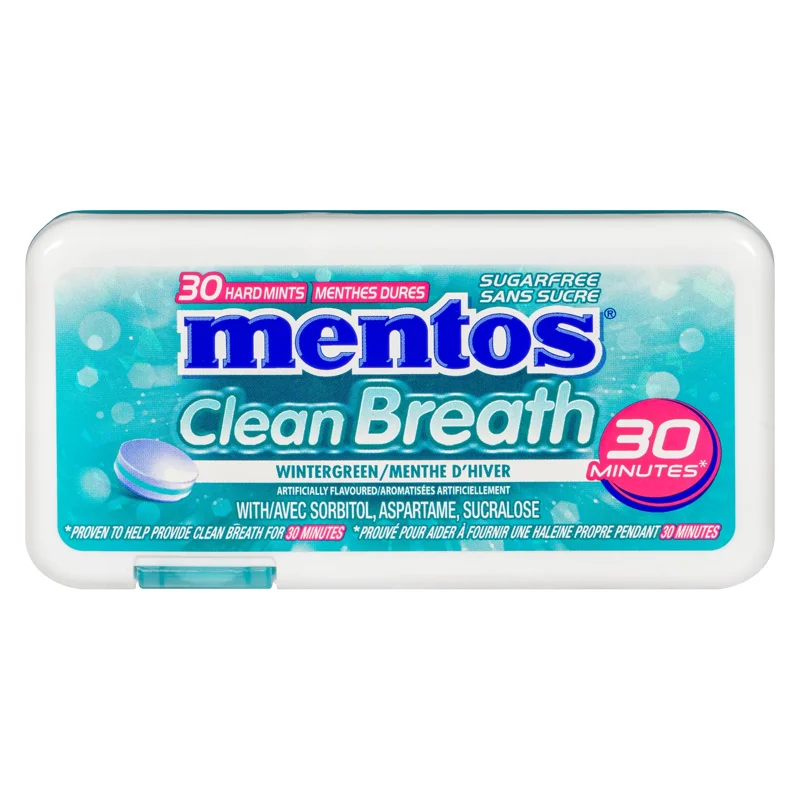 30 HARD MINTS MENTHES DURES
SUGARFREE
SANS SUCRE
mentos®
Clean Breath
WINTERGREEN/MENTHE D'HIVER
30
MINUTES*
ARTIFICIALLY FLAVOURED/AROMATISÉES ARTIFICIELLEMENT
WITH/AVEC SORBITOL, ASPARTAME, SUCRALOSE
*PROVEN TO HELP PROVIDE CLEAN BREATH FOR 30 MINUTES *PROUVÉ POUR AIDER À FOURNIR UNE HALEINE PROPRE PENDANT 30 MINUTES